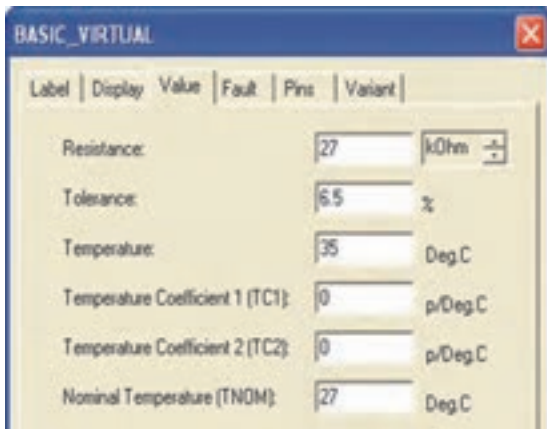 BASIC_VIRTUAL
Label Display Value Fault Pins Variant
Resistance: 27 kOhm
Tolerance: 6.5 %
Temperature: 35 Deg.C
Temperature Coefficient 1 (TC1): 0 p/Deg.C
Temperature Coefficient 2 (TC2): 0 p/Deg.C
Nominal Temperature (TNOM): 27 Deg.C